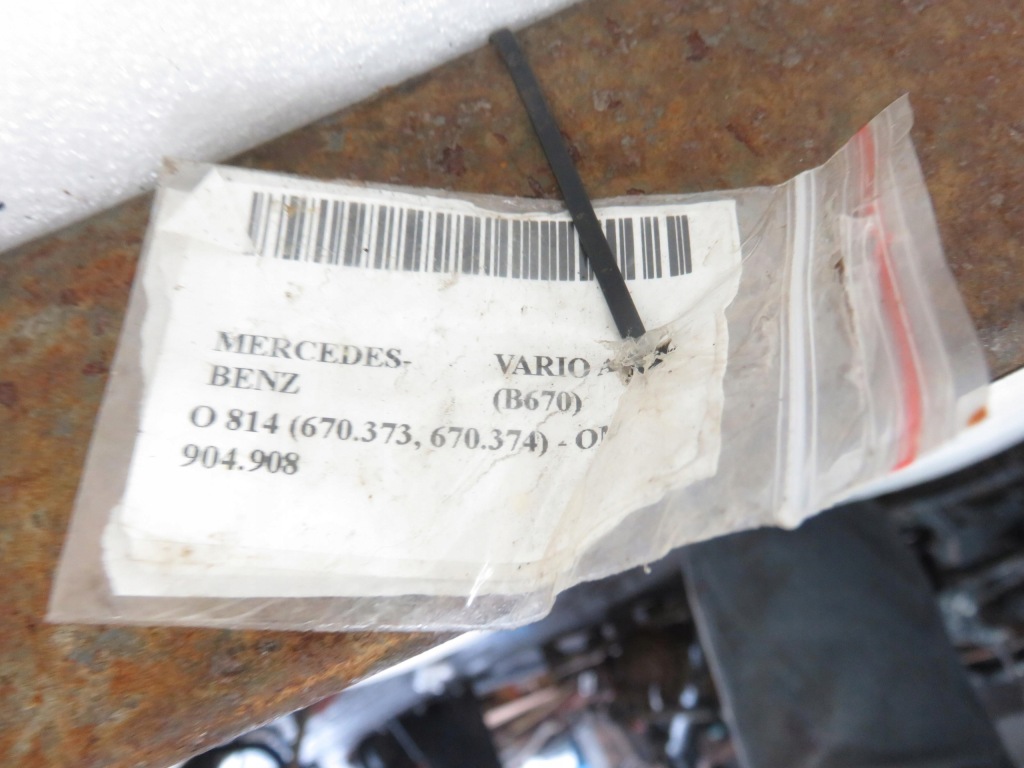 MERCEDES-
BENZ
VARIO
(B670)
O 814 (670.373, 670.374) -
904.908